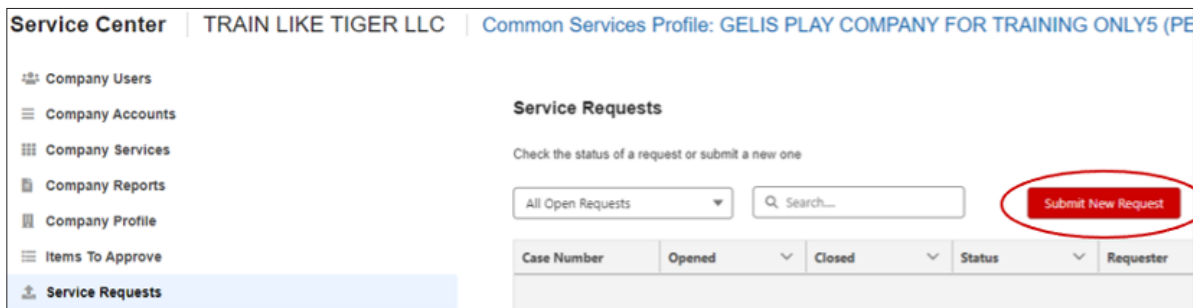 Service Center TRAIN LIKE TIGER LLC Common Services Profile: GELIS PLAY COMPANY FOR TRAINING ONLY5 (PE
Company Users
Company Accounts
Company Services
Company Reports
Company Profile
Items To Approve
Service Requests
Service Requests
Check the status of a request or submit a new one
All Open Requests Search... Submit New Request
Case Number Opened Closed Status Requester